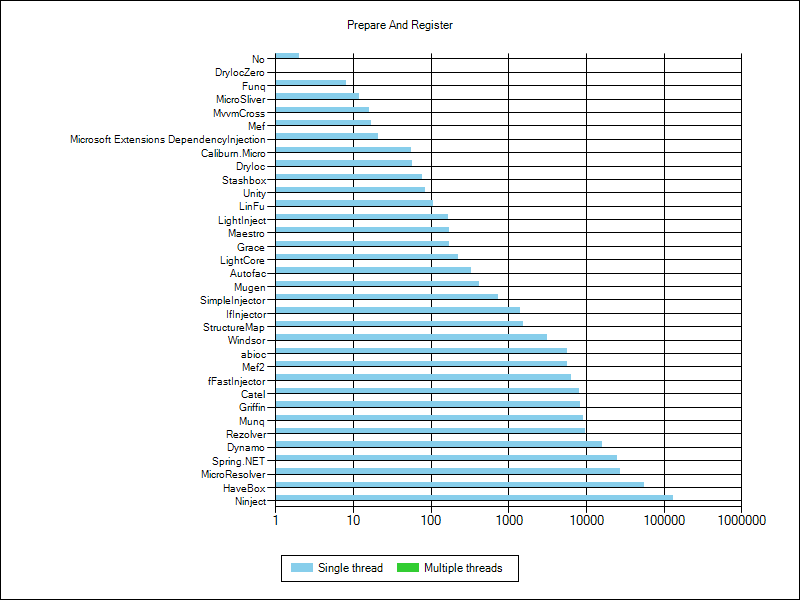 Prepare And Register
No
DryIocZero
Funq
MicroSliver
MvvmCross
Mef
Microsoft Extensions DependencyInjection
Caliburn.Micro
DryIoc
Stashbox
Unity
LinFu
LightInject
Maestro
Grace
LightCore
Autofac
Mugen
SimpleInjector
IfInjector
StructureMap
Windsor
abioc
Mef2
fFastInjector
Catel
Griffin
Munq
Rezolver
Dynamo
Spring.NET
MicroResolver
HaveBox
Ninject
1 10 100 1000 10000 100000 1000000
Single thread Multiple threads